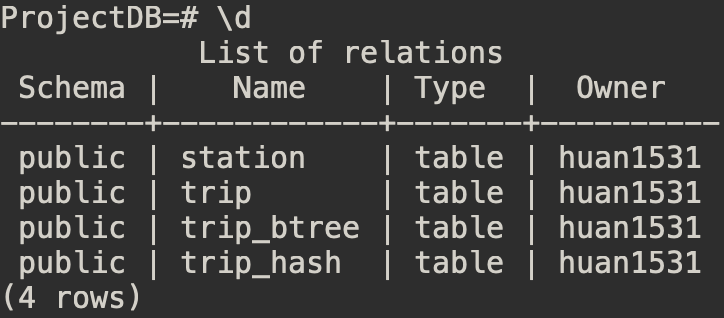 ProjectDB=# \d
           List of relations
 Schema |    Name    | Type  |  Owner
--------+------------+-------+----------
 public | station    | table | huan1531
 public | trip       | table | huan1531
 public | trip_btree | table | huan1531
 public | trip_hash  | table | huan1531
(4 rows)